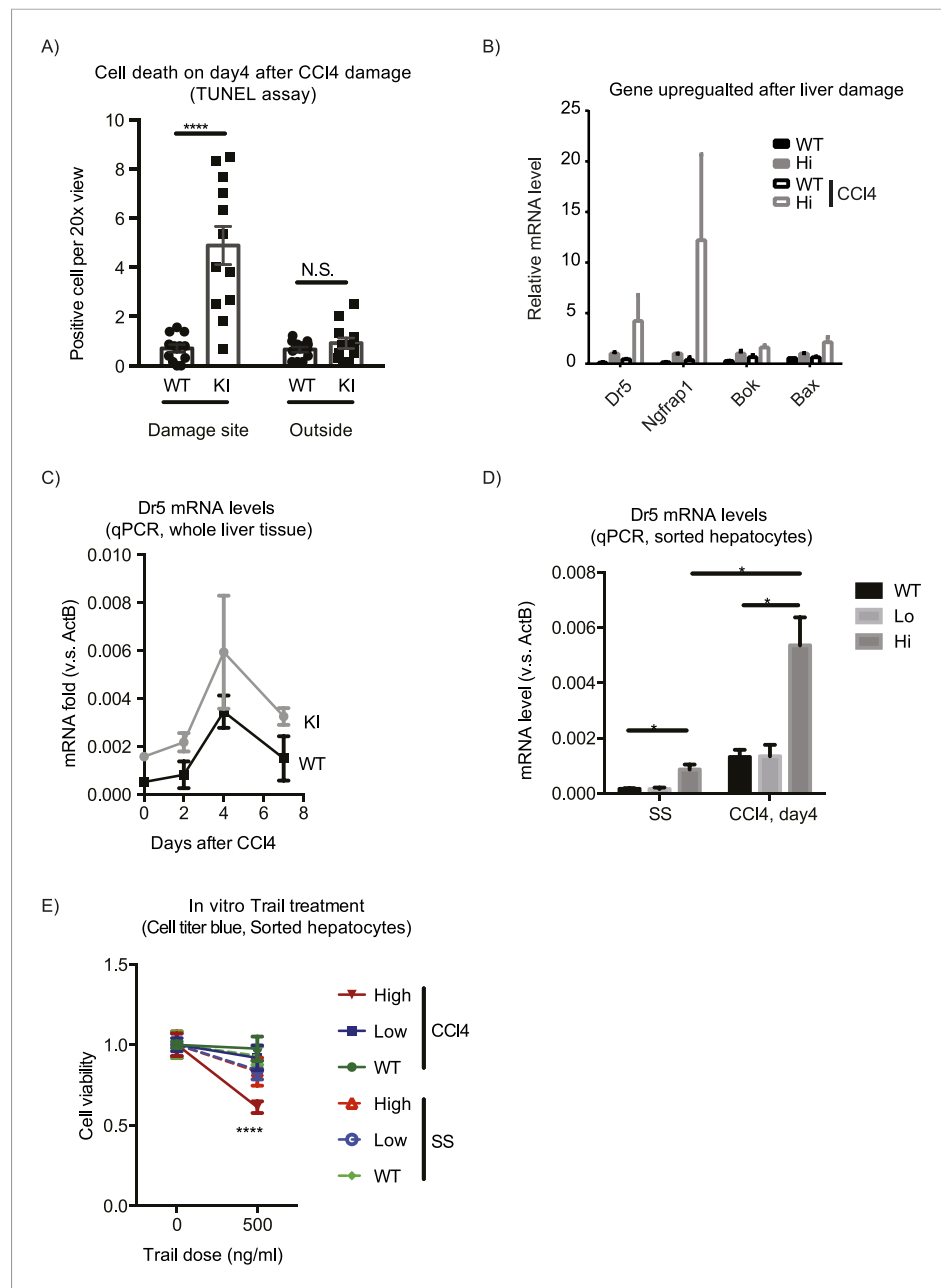 A)
Cell death on day4 after CCl4 damage
(TUNEL assay)
Positive cell per 20x view
10
8
6
4
2
0
****
N.S.
WT KI WT KI
Damage site Outside
B)
Gene upregualted after liver damage
Relative mRNA level
25
20
15
10
5
0
WT
Hi
WT
Hi
CCl4
Dr5 Ngfrap1 Bok Bax
C)
Dr5 mRNA levels
(qPCR, whole liver tissue)
mRNA fold (v.s. ActB)
0.010
0.008
0.006
0.004
0.002
0.000
KI
WT
0 2 4 6 8
Days after CCl4
D)
Dr5 mRNA levels
(qPCR, sorted hepatocytes)
mRNA level (v.s. ActB)
0.008
0.006
0.004
0.002
0.000
*
*
*
WT
Lo
Hi
SS CCl4, day4
E)
In vitro Trail treatment
(Cell titer blue, Sorted hepatocytes)
Cell viability
1.5
1.0
0.5
0.0
****
0 500
Trail dose (ng/ml)
High
Low
WT
CCl4
High
Low
WT
SS